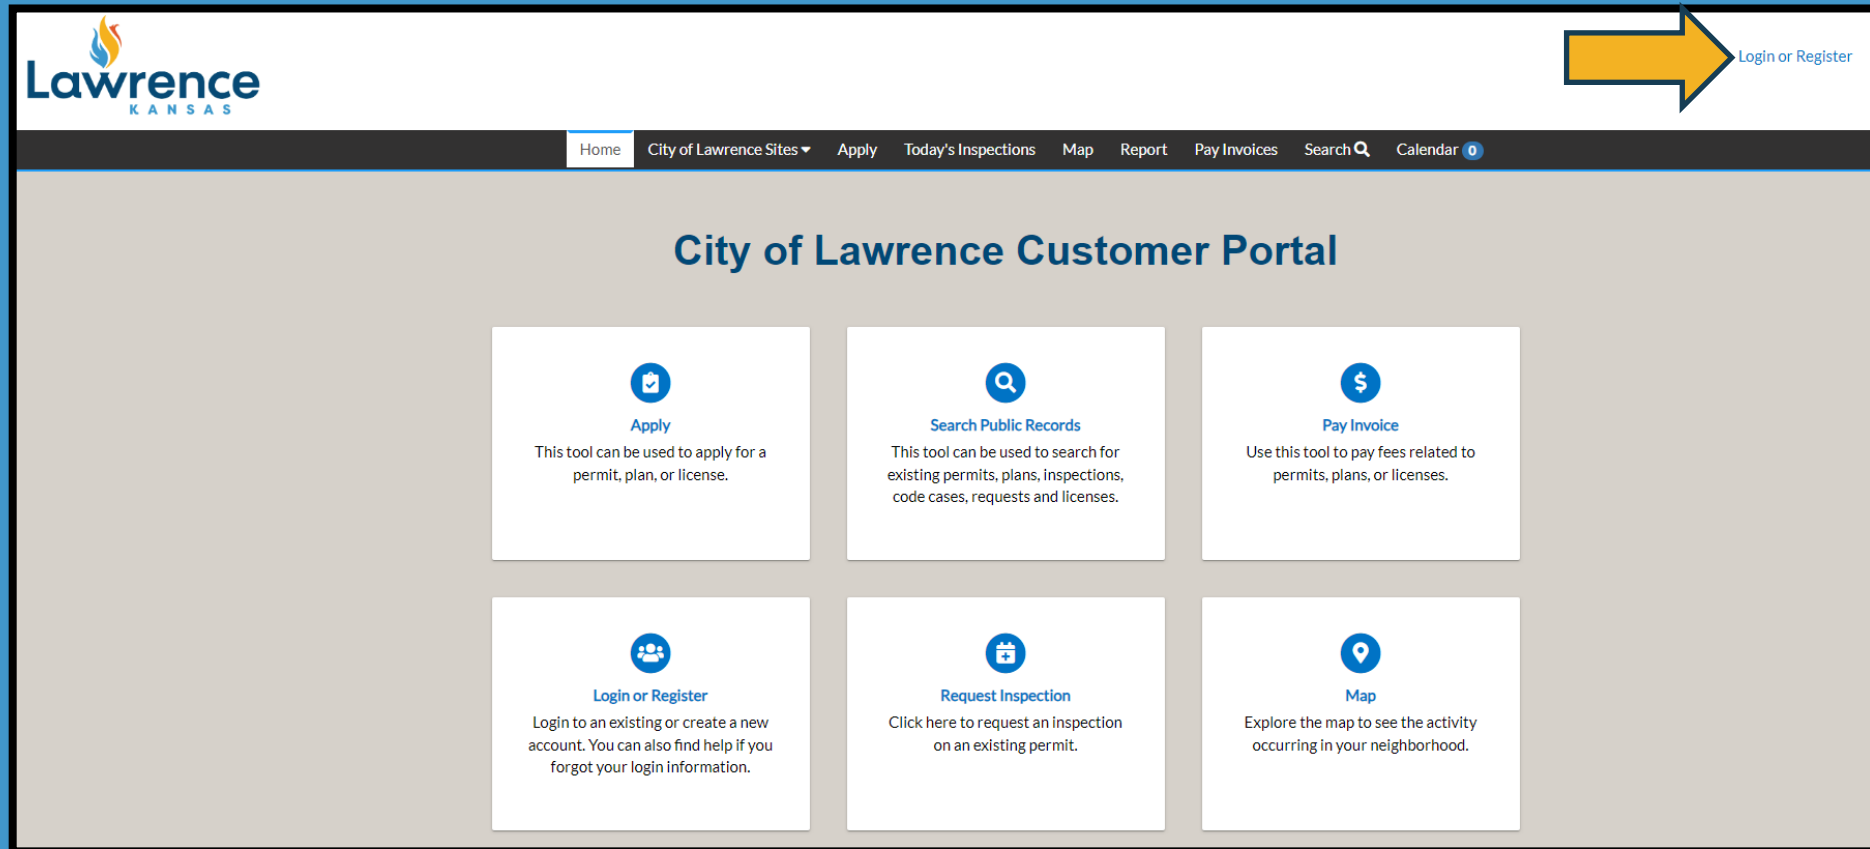 Lawrence
KANSAS
Login or Register
Home City of Lawrence Sites Apply Today's Inspections Map Report Pay Invoices Search Calendar 0
City of Lawrence Customer Portal
Apply
This tool can be used to apply for a
permit, plan, or license.
Search Public Records
This tool can be used to search for
existing permits, plans, inspections,
code cases, requests and licenses.
Pay Invoice
Use this tool to pay fees related to
permits, plans, or licenses.
Login or Register
Login to an existing or create a new
account. You can also find help if you
forgot your login information.
Request Inspection
Click here to request an inspection
on an existing permit.
Map
Explore the map to see the activity
occurring in your neighborhood.